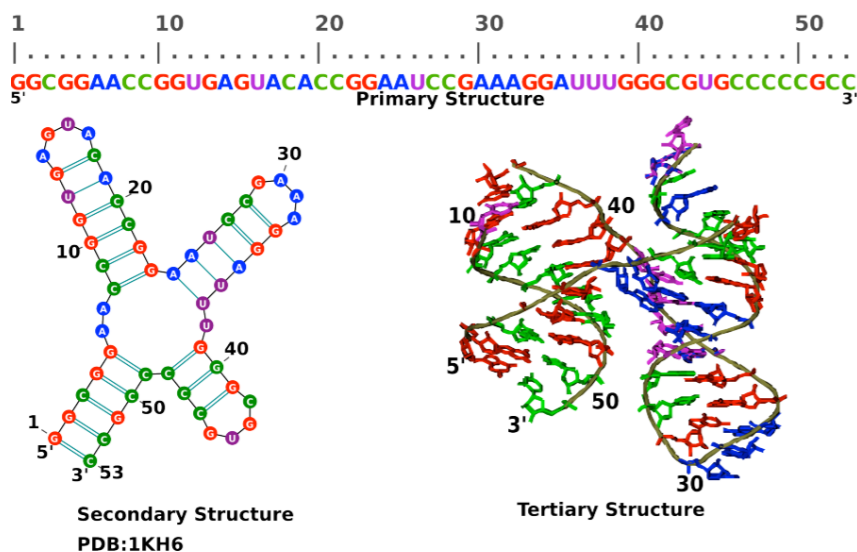 1 10 20 30 40 50
GGCGGAACCGGUGAGUACACCGGAAUCCGAAAGGAUUUGGGCGUGCCCCCGCC
5' Primary Structure 3'
30
20
10
40
50
1
5'
3' 53
Secondary Structure
PDB:1KH6
10
40
5'
50
3'
30
Tertiary Structure